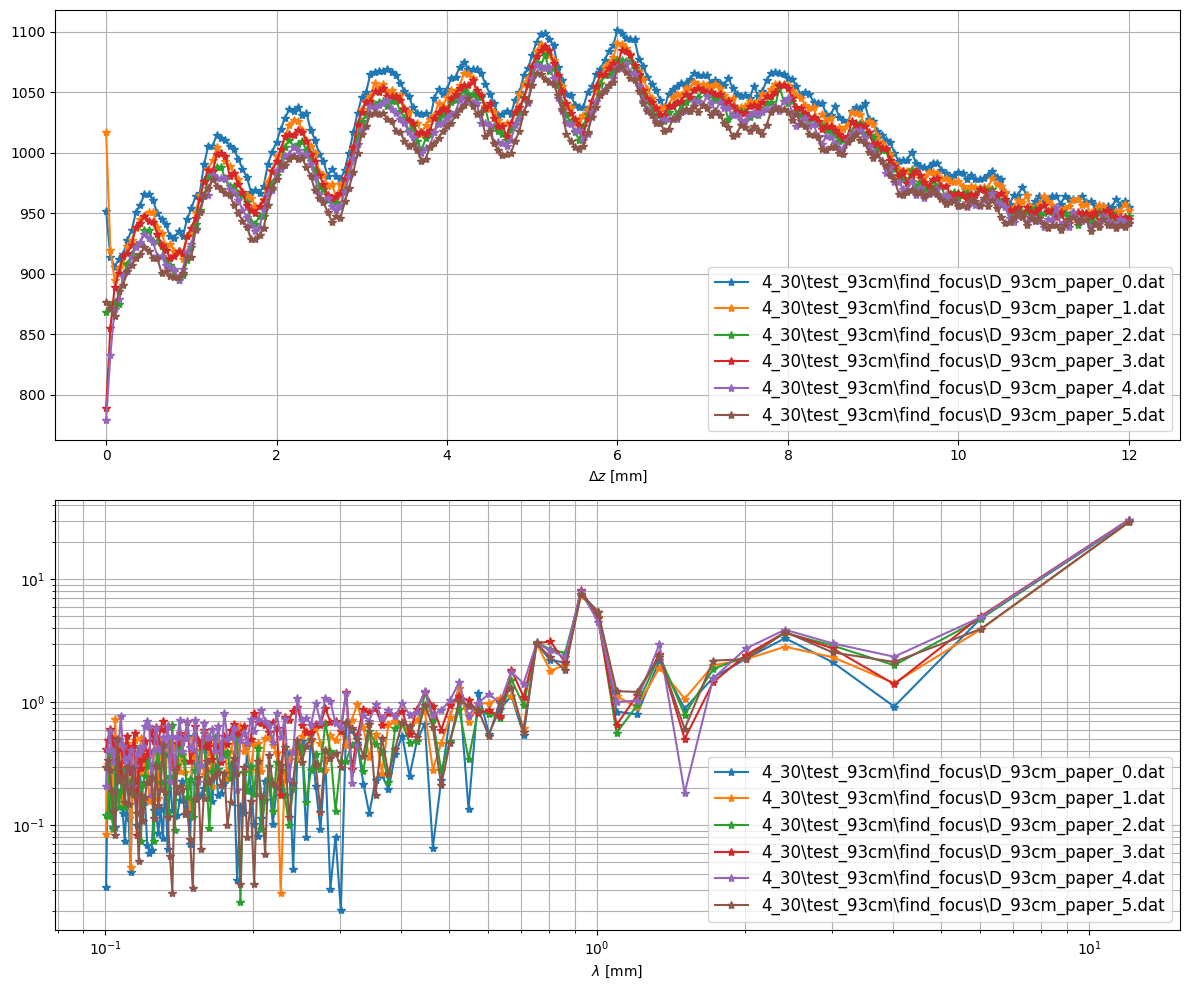 1100
1050
1000
950
900
850
800
0
2
4
6
8
10
12
Δz [mm]
4_30\test_93cm\find_focus\D_93cm_paper_0.dat
4_30\test_93cm\find_focus\D_93cm_paper_1.dat
4_30\test_93cm\find_focus\D_93cm_paper_2.dat
4_30\test_93cm\find_focus\D_93cm_paper_3.dat
4_30\test_93cm\find_focus\D_93cm_paper_4.dat
4_30\test_93cm\find_focus\D_93cm_paper_5.dat
10¹
10⁰
10⁻¹
10⁻¹
10⁰
10¹
λ [mm]
4_30\test_93cm\find_focus\D_93cm_paper_0.dat
4_30\test_93cm\find_focus\D_93cm_paper_1.dat
4_30\test_93cm\find_focus\D_93cm_paper_2.dat
4_30\test_93cm\find_focus\D_93cm_paper_3.dat
4_30\test_93cm\find_focus\D_93cm_paper_4.dat
4_30\test_93cm\find_focus\D_93cm_paper_5.dat